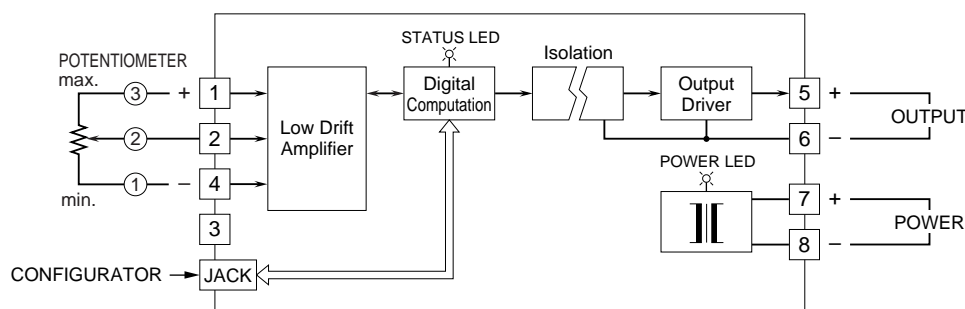 STATUS LED
Isolation
POTENTIOMETER
max.
3 + 1
Low Drift
Amplifier
Digital
Computation
Output
Driver
5 +
2 2
OUTPUT
6 −
1 − 4
min.
POWER LED
7 +
3
POWER
8 −
CONFIGURATOR
JACK